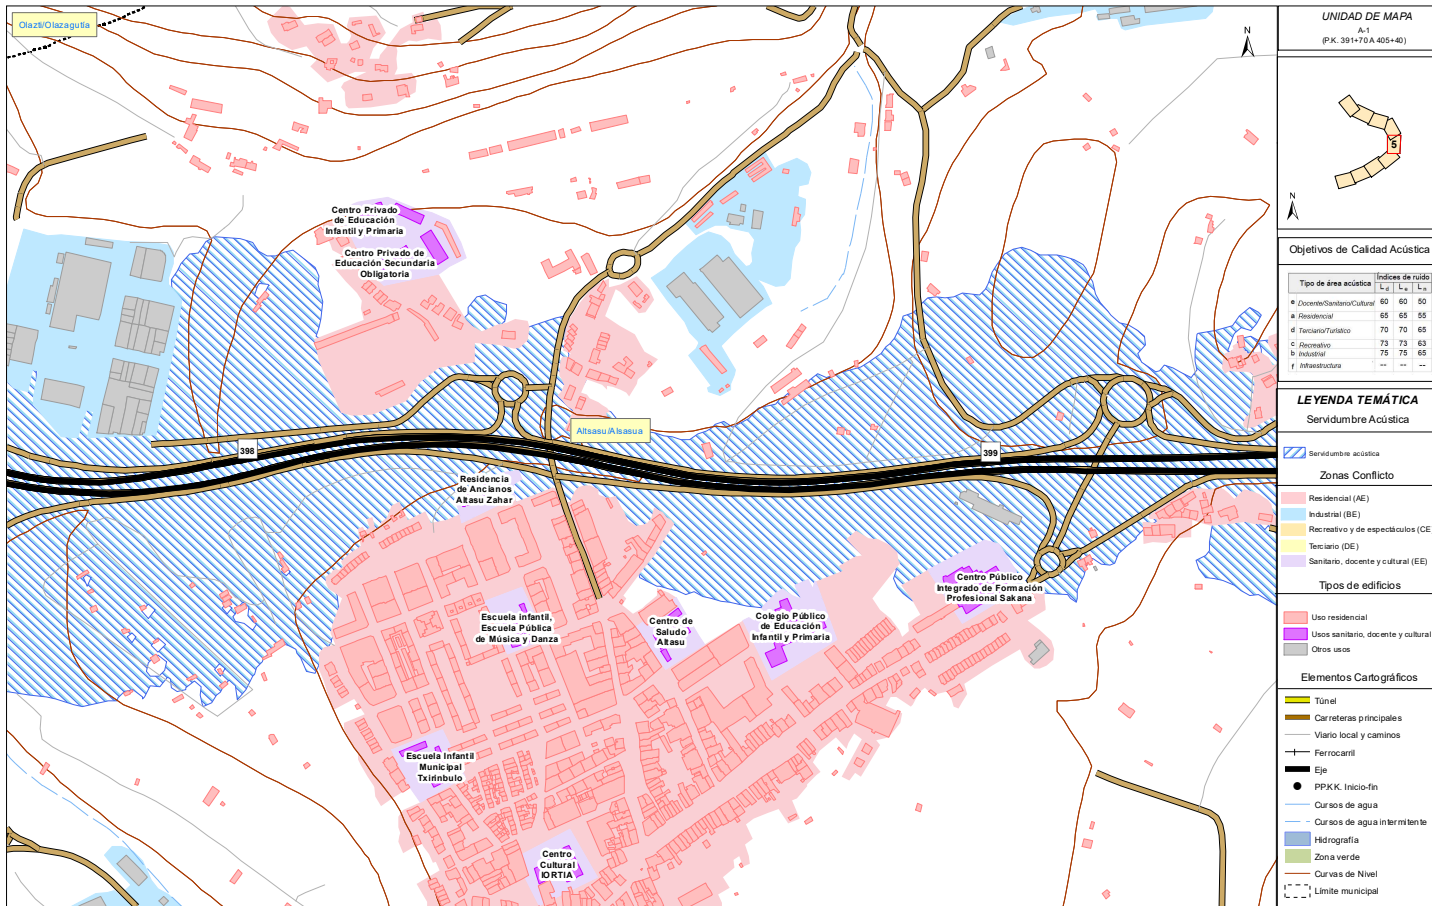 Olazti/Olazagutía
N
Centro Privado
de Educación
Infantil y Primaria
Centro Privado de
Educación Secundaria
Obligatoria
Altsasu/Alsasua
398
399
Residencia
de Ancianos
Altasu Zahar
Escuela infantil,
Escuela Pública
de Música y Danza
Centro de
Saludo
Altasu
Colegio Público
de Educación
Infantil y Primaria
Centro Público
Integrado de Formación
Profesional Sakana
Escuela Infantil
Municipal
Txirinbulo
Centro
Cultural
IORTIA
UNIDAD DE MAPA
A-1
(P.K. 391+70 A 405+40)
5
N
Objetivos de Calidad Acústica
Tipo de área acústica Índices de ruido
L d L e L n
e Docente/Sanitario/Cultural 60 60 50
a Residencial 65 65 55
d Terciario/Turístico 70 70 65
c Recreativo 73 73 63
b Industrial 75 75 65
f Infraestructura -- -- --
LEYENDA TEMÁTICA
Servidumbre Acústica
Servidumbre acústica
Zonas Conflicto
Residencial (AE)
Industrial (BE)
Recreativo y de espectáculos (CE
Terciario (DE)
Sanitario, docente y cultural (EE)
Tipos de edificios
Uso residencial
Usos sanitario, docente y cultural
Otros usos
Elementos Cartográficos
Túnel
Carreteras principales
Viario local y caminos
Ferrocarril
Eje
PP.KK. Inicio-fin
Cursos de agua
Cursos de agua intermitente
Hidrografía
Zona verde
Curvas de Nivel
Límite municipal